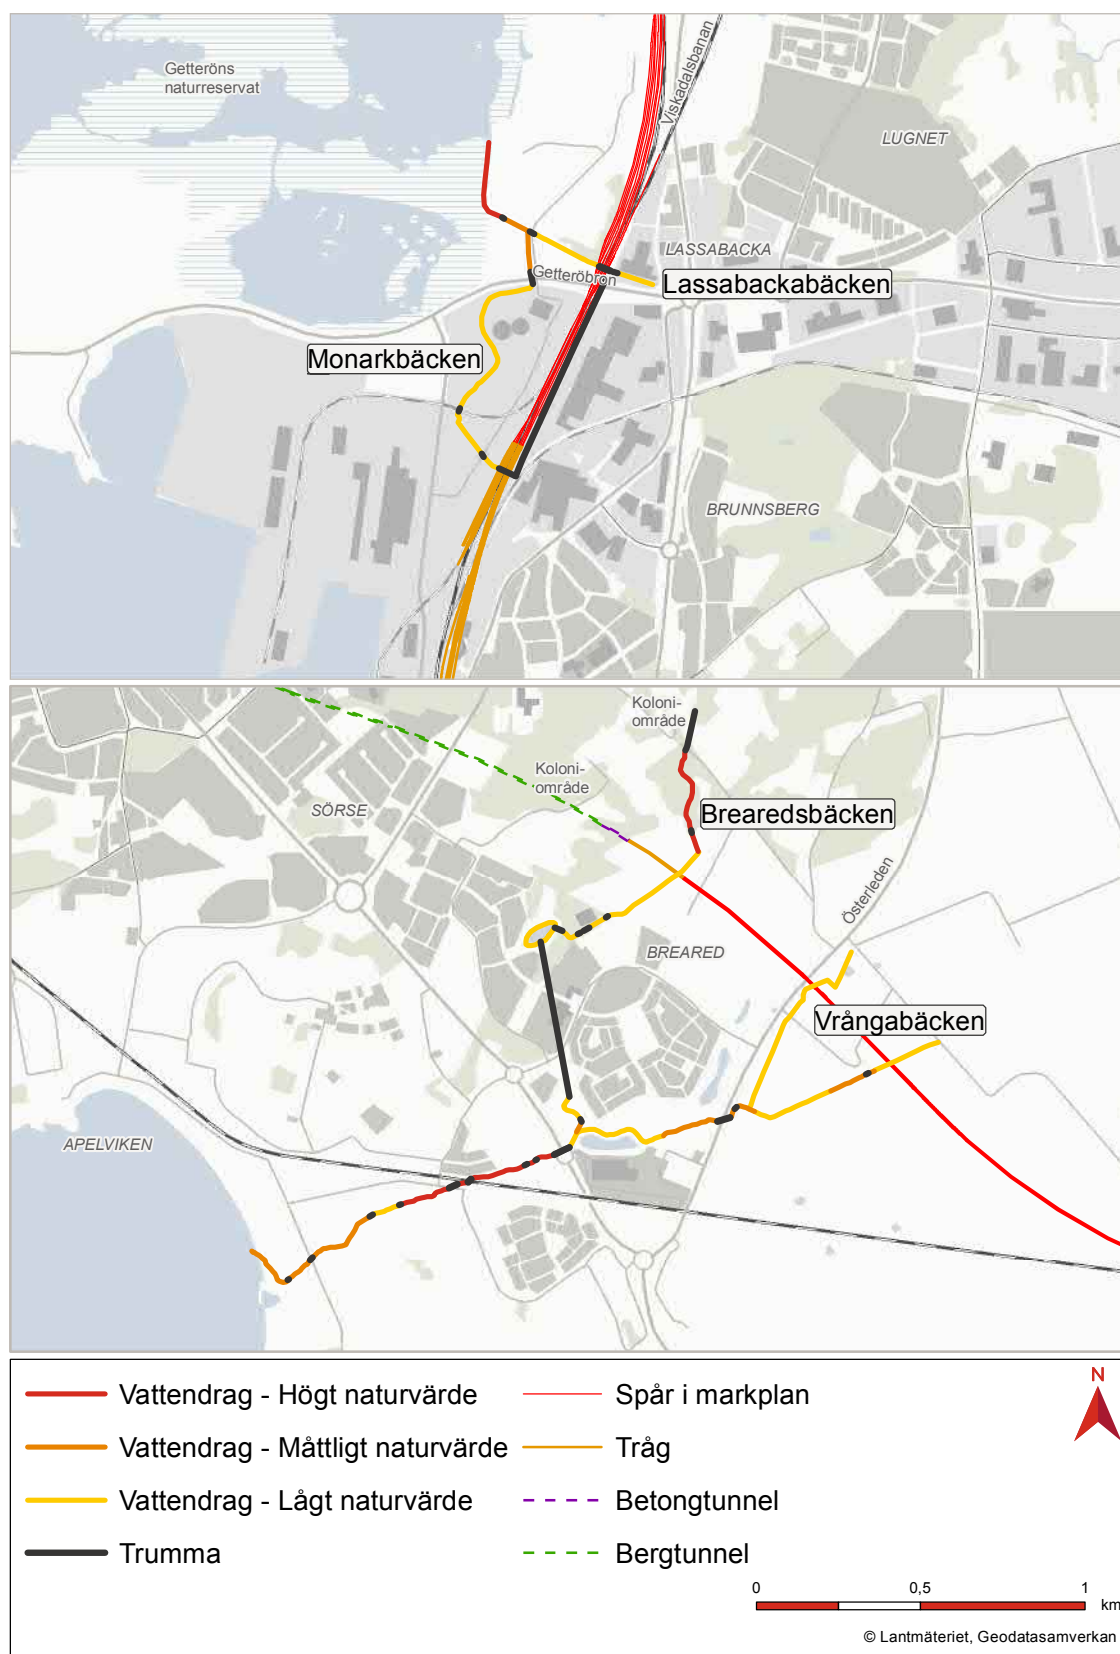 Getteröns
naturreservat
Viskadalsbanan
LUGNET
LASSABACKA
Getteröbron
Lassabackabäcken
Monarkbäcken
BRUNNSBERG
Koloni-
område
Koloni-
område
SÖRSE
Brearedsbäcken
Österleden
BREARED
Vrångabäcken
APELVIKEN
Vattendrag - Högt naturvärde
Vattendrag - Måttligt naturvärde
Vattendrag - Lågt naturvärde
Trumma
Spår i markplan
Tråg
Betongtunnel
Bergtunnel
N
0 0,5 1
km
© Lantmäteriet, Geodatasamverkan